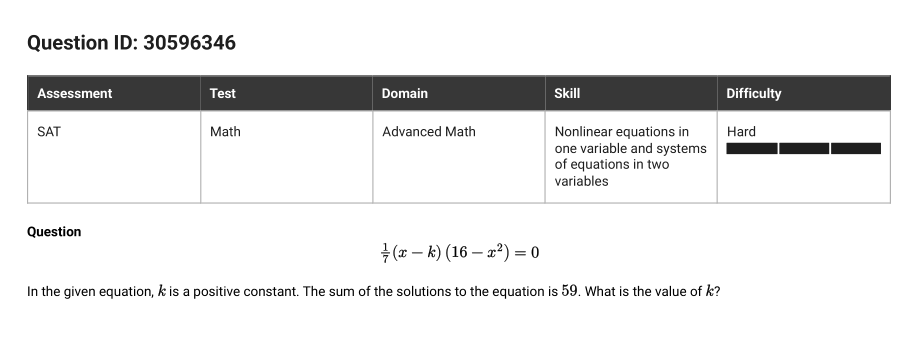 Question ID: 30596346
Assessment Test Domain Skill Difficulty
SAT Math Advanced Math Nonlinear equations in Hard
one variable and systems
of equations in two
variables
Question
1/7 (x − k) (16 − x²) = 0
In the given equation, k is a positive constant. The sum of the solutions to the equation is 59. What is the value of k?